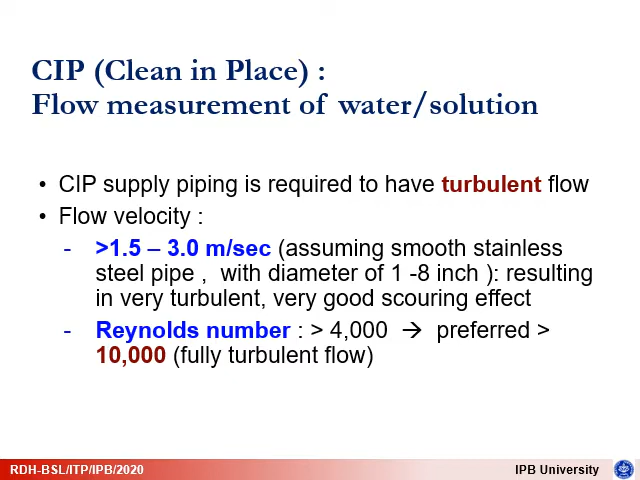 CIP (Clean in Place) :
Flow measurement of water/solution
• CIP supply piping is required to have turbulent flow
• Flow velocity :
- >1.5 – 3.0 m/sec (assuming smooth stainless
steel pipe , with diameter of 1 -8 inch ): resulting
in very turbulent, very good scouring effect
- Reynolds number : > 4,000 → preferred >
10,000 (fully turbulent flow)
RDH-BSL/ITP/IPB/2020
IPB University